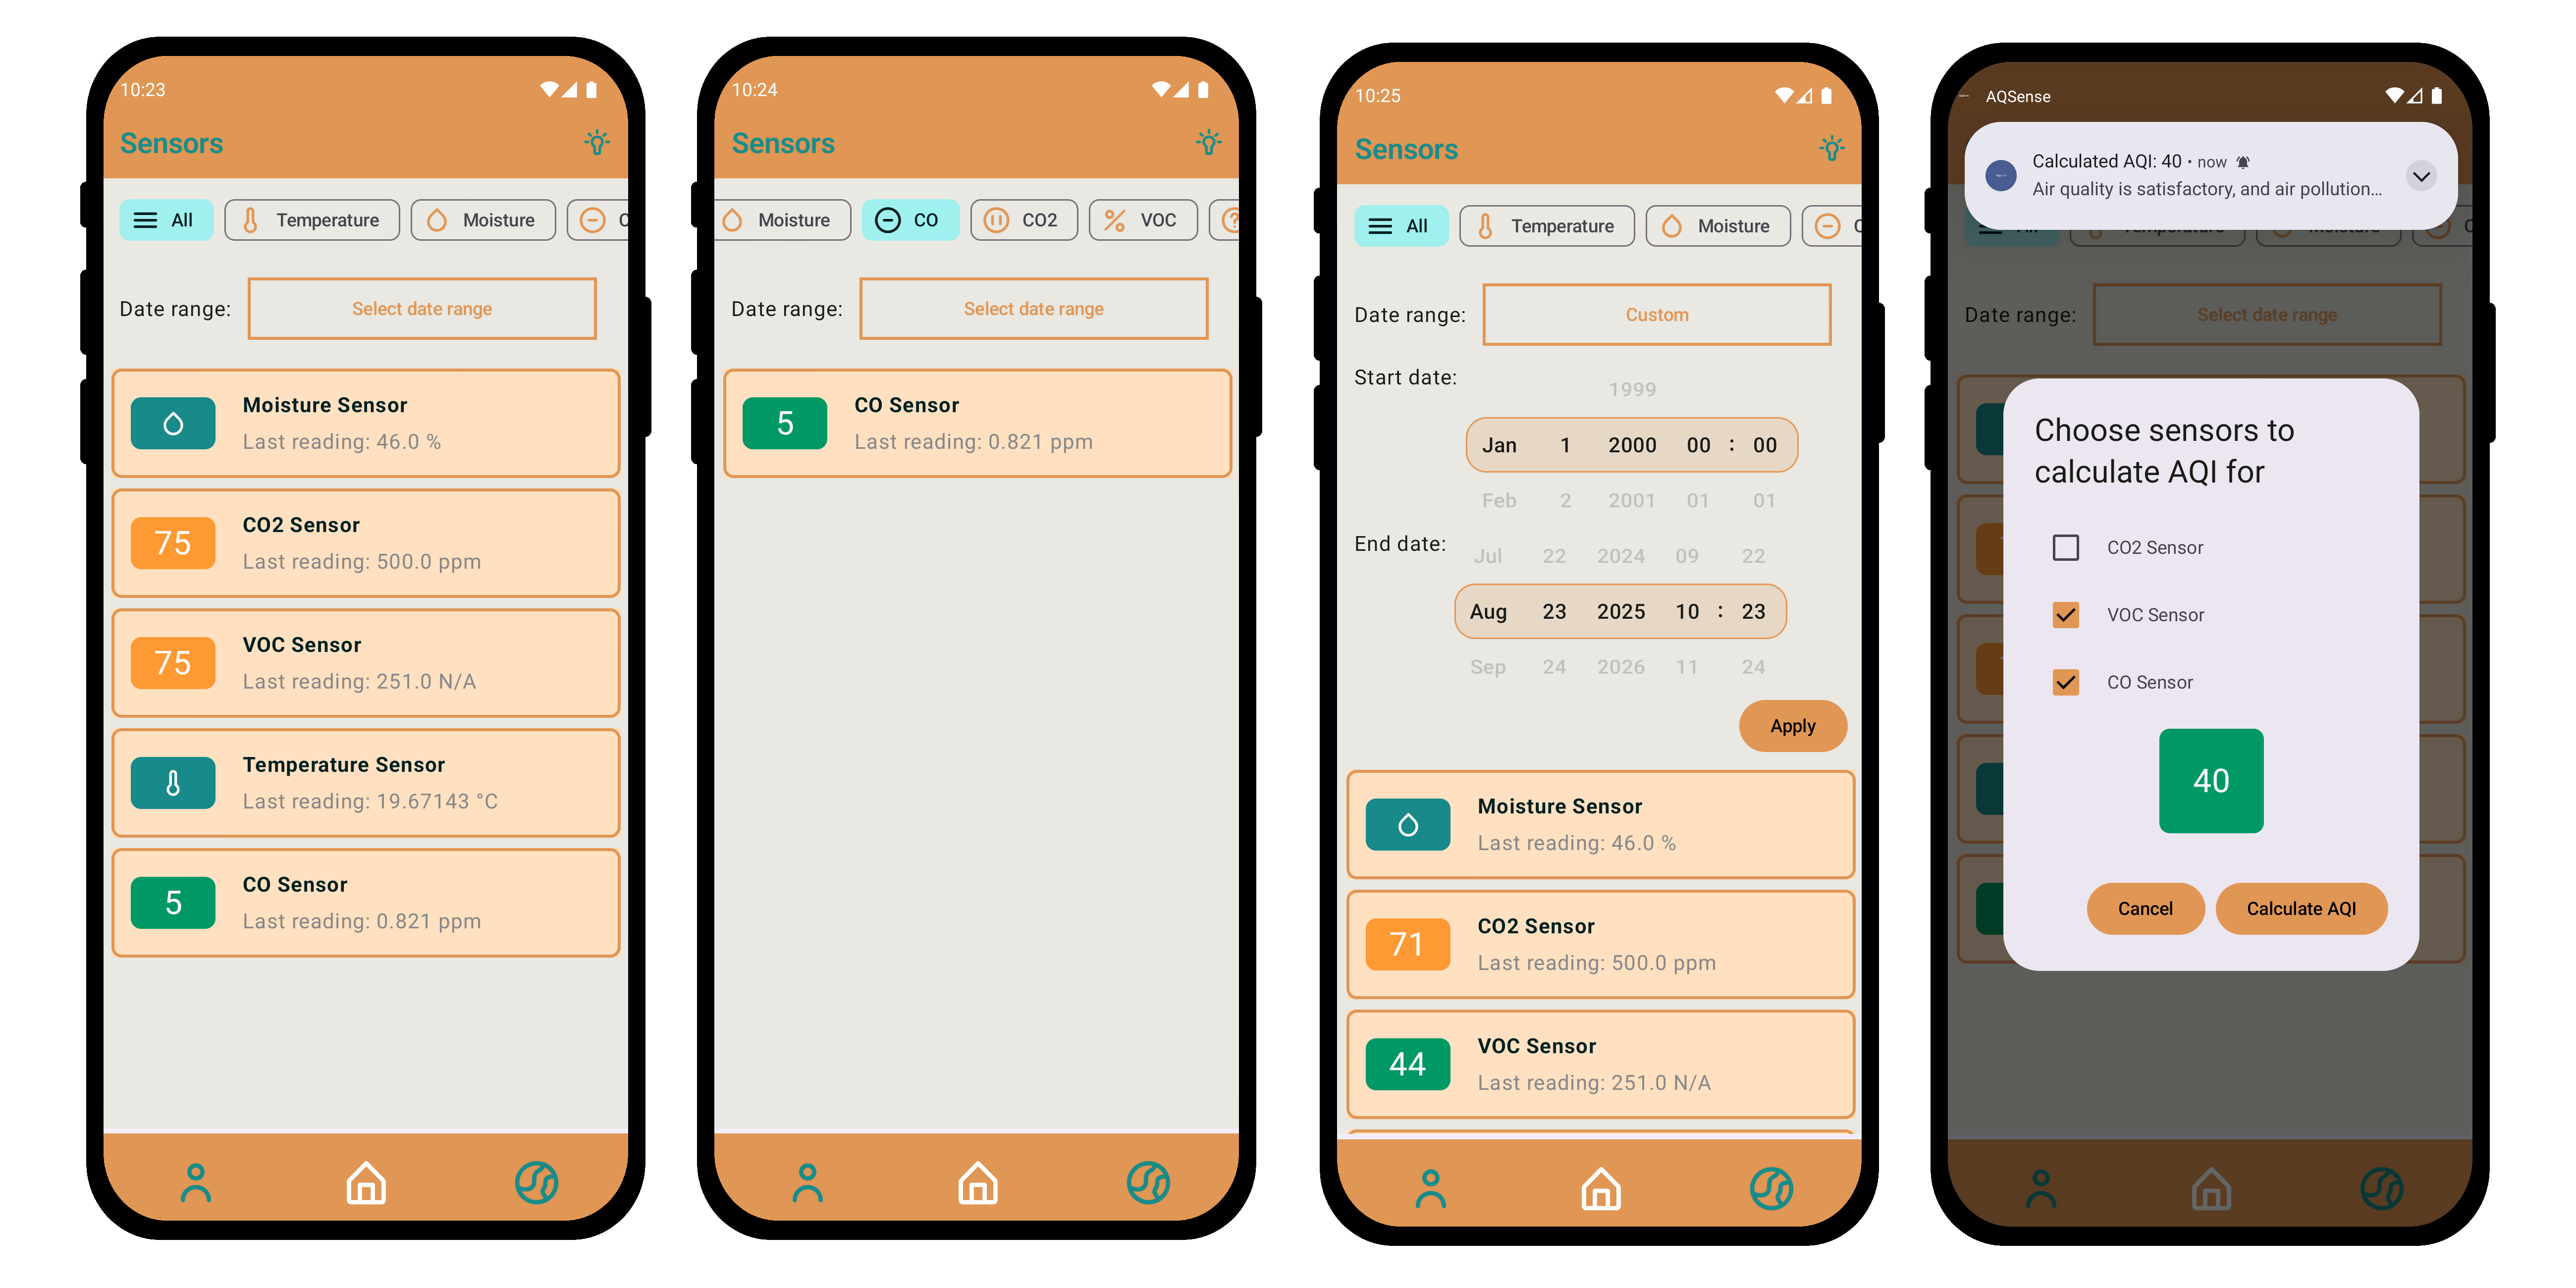 10:23
Sensors
All Temperature Moisture
Date range: Select date range
Moisture Sensor
Last reading: 46.0 %
75 CO2 Sensor
Last reading: 500.0 ppm
75 VOC Sensor
Last reading: 251.0 N/A
Temperature Sensor
Last reading: 19.67143 °C
5 CO Sensor
Last reading: 0.821 ppm
10:24
Sensors
Moisture CO CO2 VOC
Date range: Select date range
5 CO Sensor
Last reading: 0.821 ppm
10:25
Sensors
All Temperature Moisture
Date range: Custom
Start date:
1999
Jan 1 2000 00 : 00
Feb 2 2001 01 01
End date:
Jul 22 2024 09 22
Aug 23 2025 10 : 23
Sep 24 2026 11 24
Apply
Moisture Sensor
Last reading: 46.0 %
71 CO2 Sensor
Last reading: 500.0 ppm
44 VOC Sensor
Last reading: 251.0 N/A
AQSense
Calculated AQI: 40 • now
Air quality is satisfactory, and air pollution...
Date range: Select date range
Choose sensors to
calculate AQI for
CO2 Sensor
VOC Sensor
CO Sensor
40
Cancel Calculate AQI